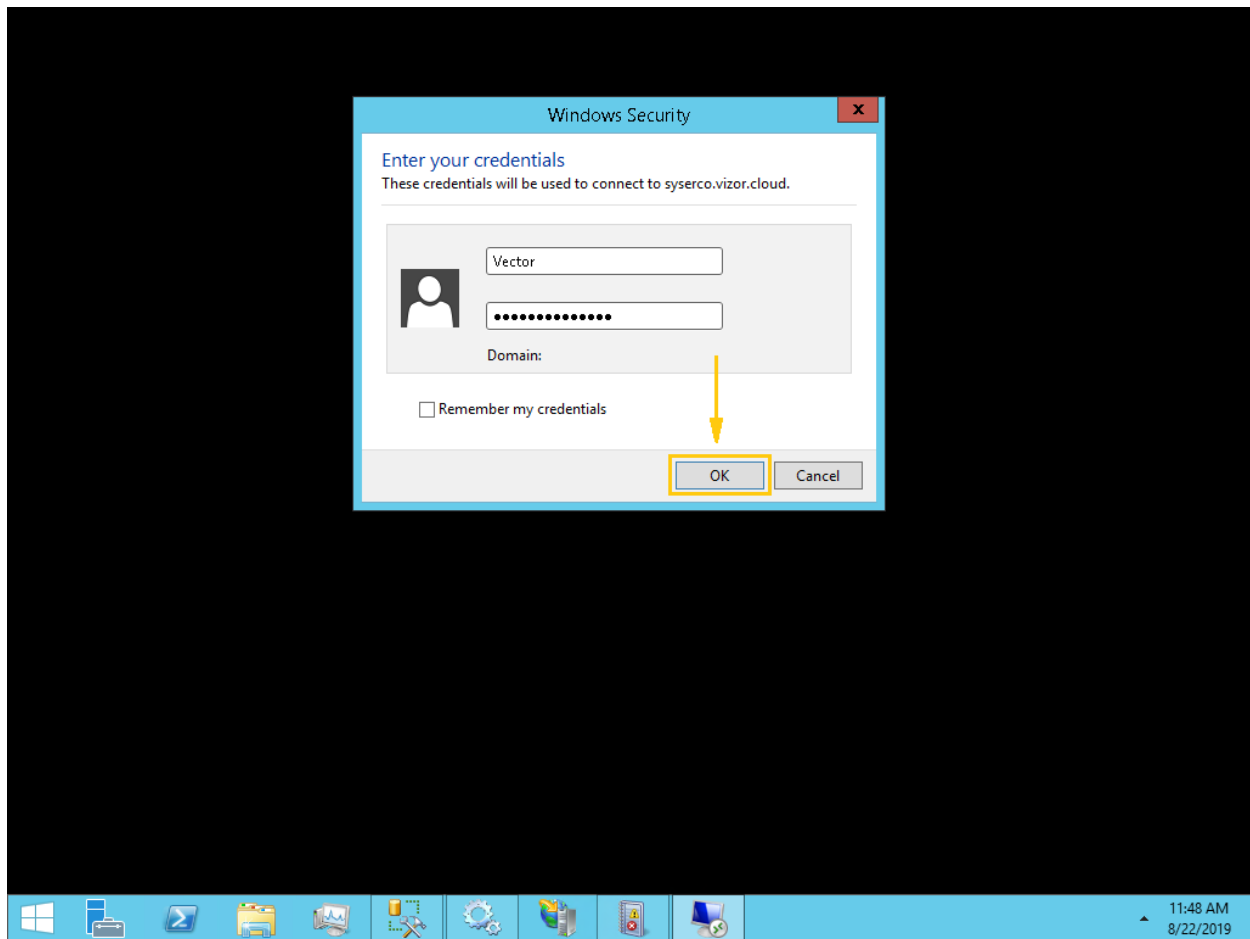 Windows Security
x
Enter your credentials
These credentials will be used to connect to syserco.vizor.cloud.
Vector
••••••••••••••
Domain:
Remember my credentials
OK
Cancel
11:48 AM
8/22/2019